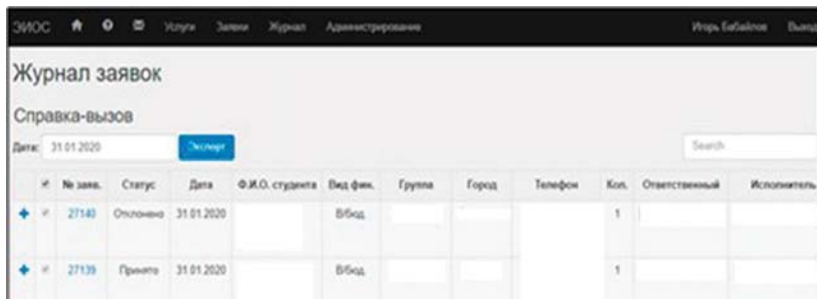 ЭИОС Услуги Заявки Журнал Администрирование Игорь Бабайлов Выход
Журнал заявок
Справка-вызов
Дата: 31.01.2020 Экспорт Search
№ заяв. Статус Дата Ф.И.О. студента Вид фин. Группа Город Телефон Кол. Ответственный Исполнитель
27140 Отклонено 31.01.2020 В/бюд. 1
27139 Принято 31.01.2020 В/бюд. 1